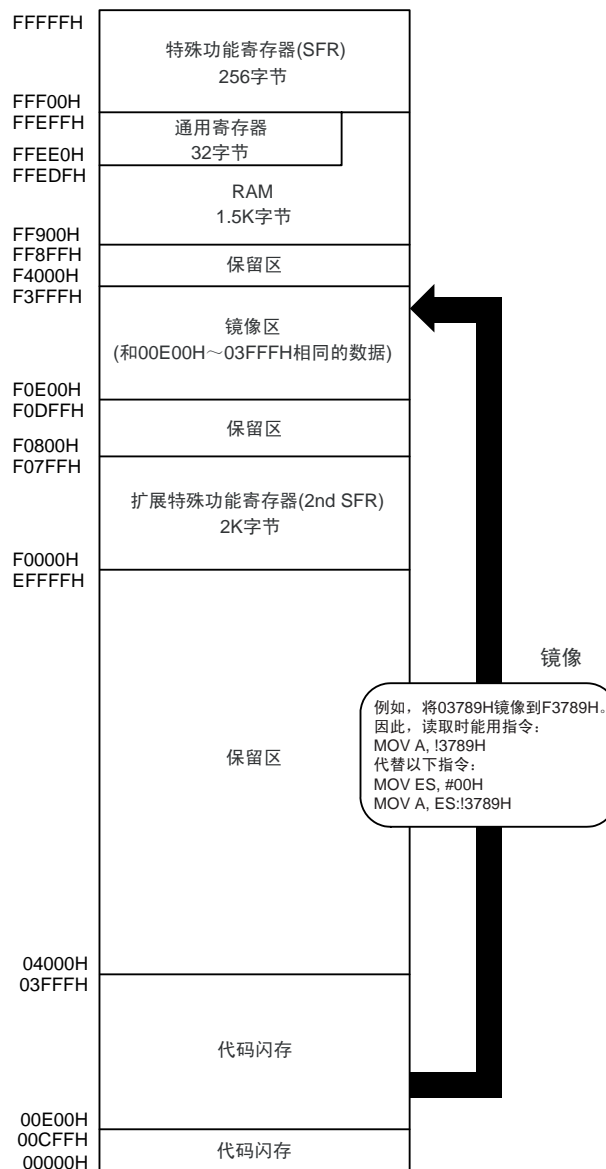 FFFFFH
特殊功能寄存器(SFR)
256字节
FFF00H
FFEFFH
通用寄存器
32字节
FFEE0H
FFEDFH
RAM
1.5K字节
FF900H
FF8FFH
保留区
F4000H
F3FFFH
镜像区
(和00E00H～03FFFH相同的数据)
F0E00H
F0DFFH
保留区
F0800H
F07FFH
扩展特殊功能寄存器(2nd SFR)
2K字节
F0000H
EFFFFH
镜像
例如，将03789H镜像到F3789H。
因此，读取时能用指令：
MOV A, !3789H
代替以下指令：
MOV ES, #00H
MOV A, ES:!3789H
保留区
04000H
03FFFH
代码闪存
00E00H
00CFFH
代码闪存
00000H